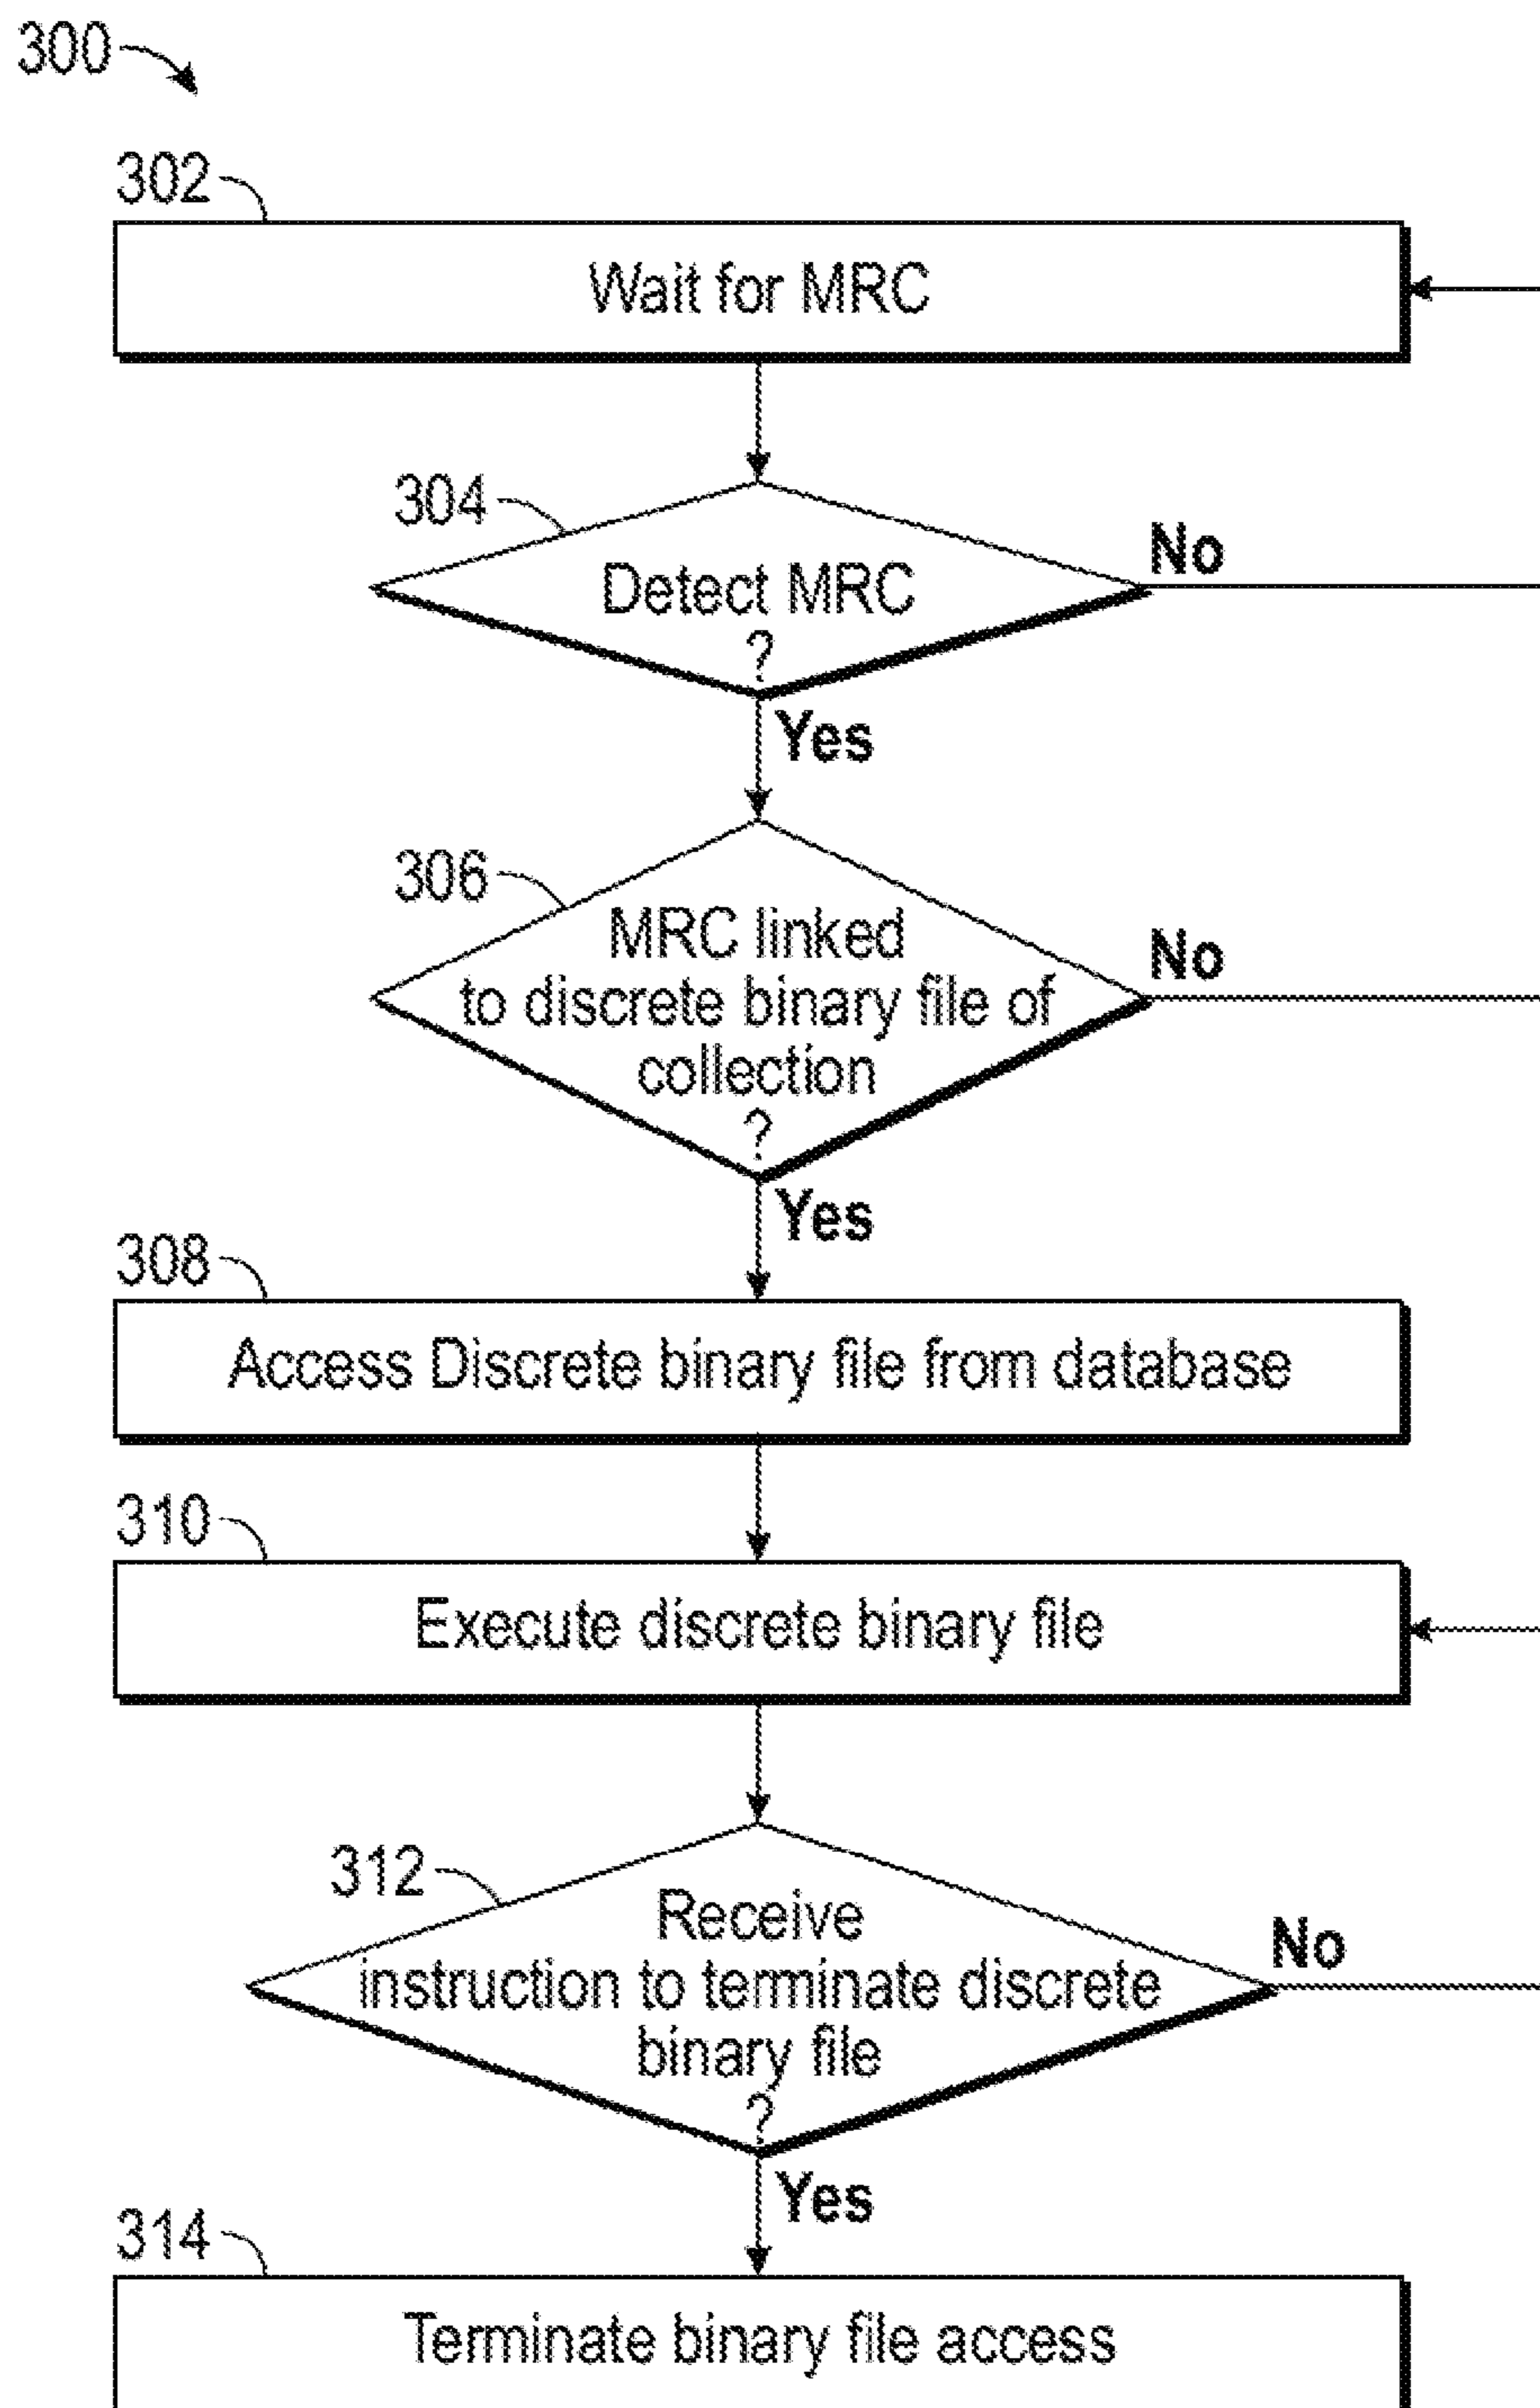 300
302
Wait for MRC
304
Detect MRC
?
No
Yes
306
MRC linked
to discrete binary file of
collection
?
No
Yes
308
Access Discrete binary file from database
310
Execute discrete binary file
312
Receive
instruction to terminate discrete
binary file
?
No
Yes
314
Terminate binary file access